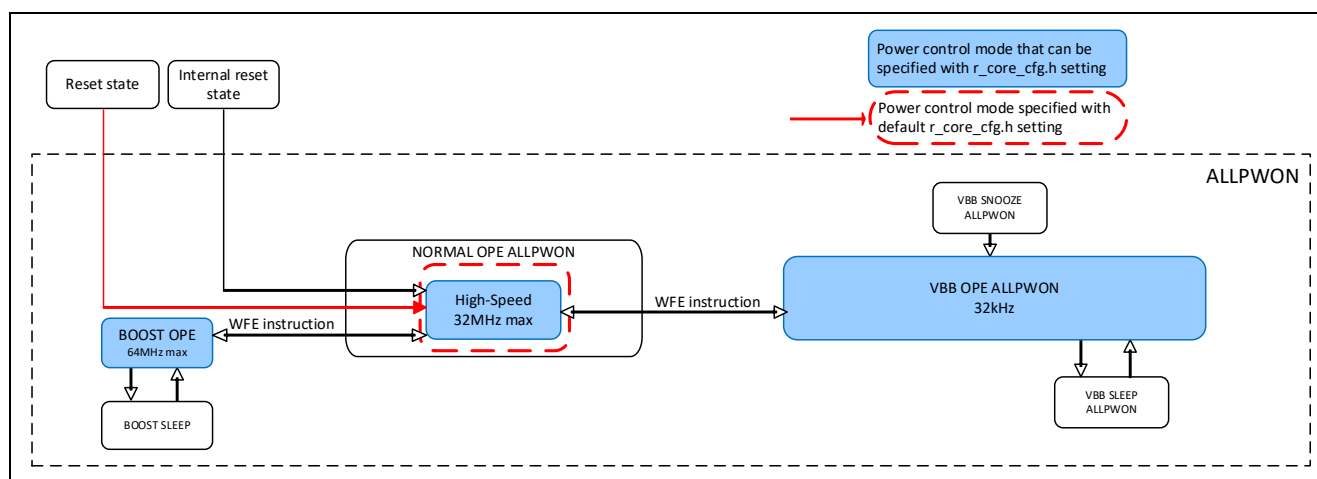 Power control mode that can be
specified with r_core_cfg.h setting
Reset state
Internal reset
state
Power control mode specified with
default r_core_cfg.h setting
ALLPWON
VBB SNOOZE
ALLPWON
NORMAL OPE ALLPWON
High-Speed
32MHz max
WFE instruction
VBB OPE ALLPWON
32kHz
WFE instruction
BOOST OPE
64MHz max
BOOST SLEEP
VBB SLEEP
ALLPWON